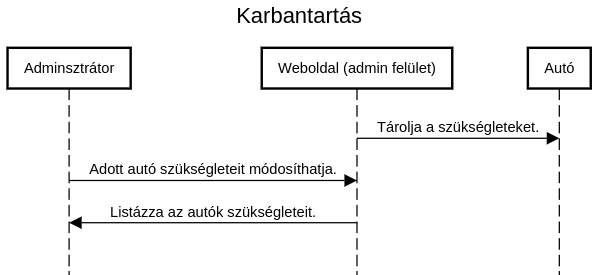 Karbantartás
Adminsztrátor
Weboldal (admin felület)
Autó
Tárolja a szükségleteket.
Adott autó szükségleteit módosíthatja.
Listázza az autók szükségleteit.